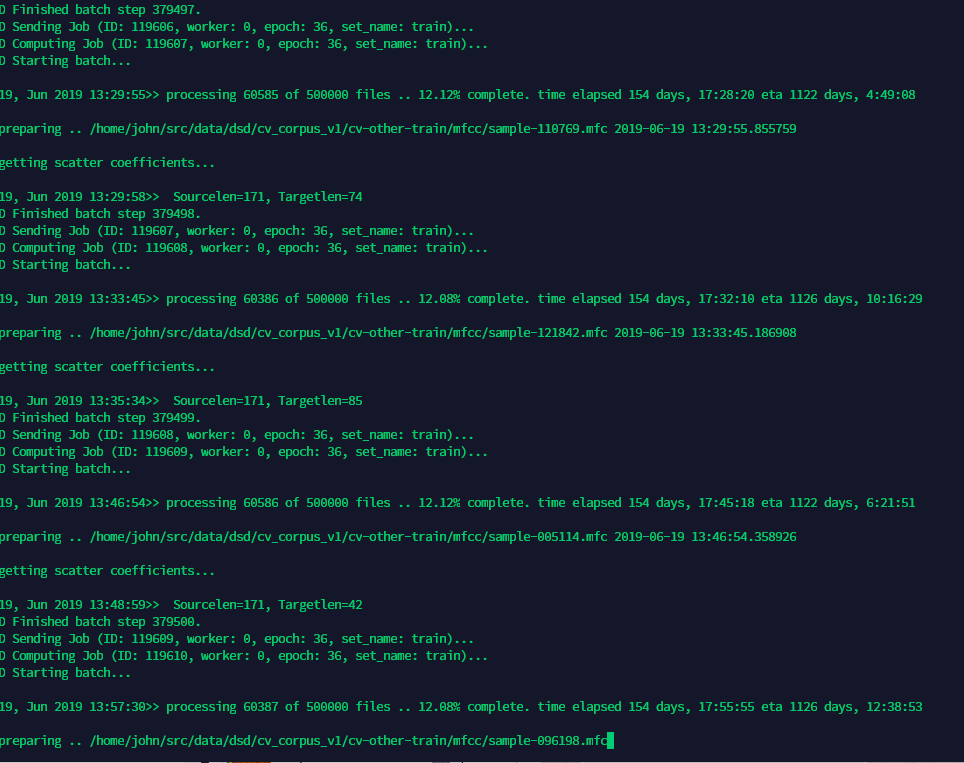 D Finished batch step 379497.
D Sending Job (ID: 119606, worker: 0, epoch: 36, set_name: train)...
D Computing Job (ID: 119607, worker: 0, epoch: 36, set_name: train)...
D Starting batch...
19, Jun 2019 13:29:55>> processing 60585 of 500000 files .. 12.12% complete. time elapsed 154 days, 17:28:20 eta 1122 days, 4:49:08
preparing .. /home/john/src/data/dsd/cv_corpus_v1/cv-other-train/mfcc/sample-110769.mfc 2019-06-19 13:29:55.855759
getting scatter coefficients...
19, Jun 2019 13:29:58>>  Sourcelen=171, Targetlen=74
D Finished batch step 379498.
D Sending Job (ID: 119607, worker: 0, epoch: 36, set_name: train)...
D Computing Job (ID: 119608, worker: 0, epoch: 36, set_name: train)...
D Starting batch...
19, Jun 2019 13:33:45>> processing 60386 of 500000 files .. 12.08% complete. time elapsed 154 days, 17:32:10 eta 1126 days, 10:16:29
preparing .. /home/john/src/data/dsd/cv_corpus_v1/cv-other-train/mfcc/sample-121842.mfc 2019-06-19 13:33:45.186908
getting scatter coefficients...
19, Jun 2019 13:35:34>>  Sourcelen=171, Targetlen=85
D Finished batch step 379499.
D Sending Job (ID: 119608, worker: 0, epoch: 36, set_name: train)...
D Computing Job (ID: 119609, worker: 0, epoch: 36, set_name: train)...
D Starting batch...
19, Jun 2019 13:46:54>> processing 60586 of 500000 files .. 12.12% complete. time elapsed 154 days, 17:45:18 eta 1122 days, 6:21:51
preparing .. /home/john/src/data/dsd/cv_corpus_v1/cv-other-train/mfcc/sample-005114.mfc 2019-06-19 13:46:54.358926
getting scatter coefficients...
19, Jun 2019 13:48:59>>  Sourcelen=171, Targetlen=42
D Finished batch step 379500.
D Sending Job (ID: 119609, worker: 0, epoch: 36, set_name: train)...
D Computing Job (ID: 119610, worker: 0, epoch: 36, set_name: train)...
D Starting batch...
19, Jun 2019 13:57:30>> processing 60387 of 500000 files .. 12.08% complete. time elapsed 154 days, 17:55:55 eta 1126 days, 12:38:53
preparing .. /home/john/src/data/dsd/cv_corpus_v1/cv-other-train/mfcc/sample-096198.mfc